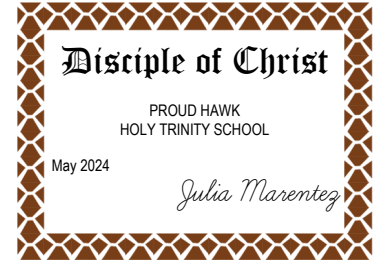 Disciple of Christ
PROUD HAWK
HOLY TRINITY SCHOOL
May 2024
Julia Marentez